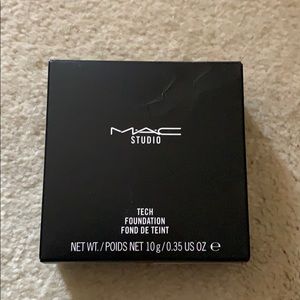 MAC
STUDIO
TECH
FOUNDATION
FOND DE TEINT
NET WT./POIDS NET 10 g/0.35 US OZ ℮